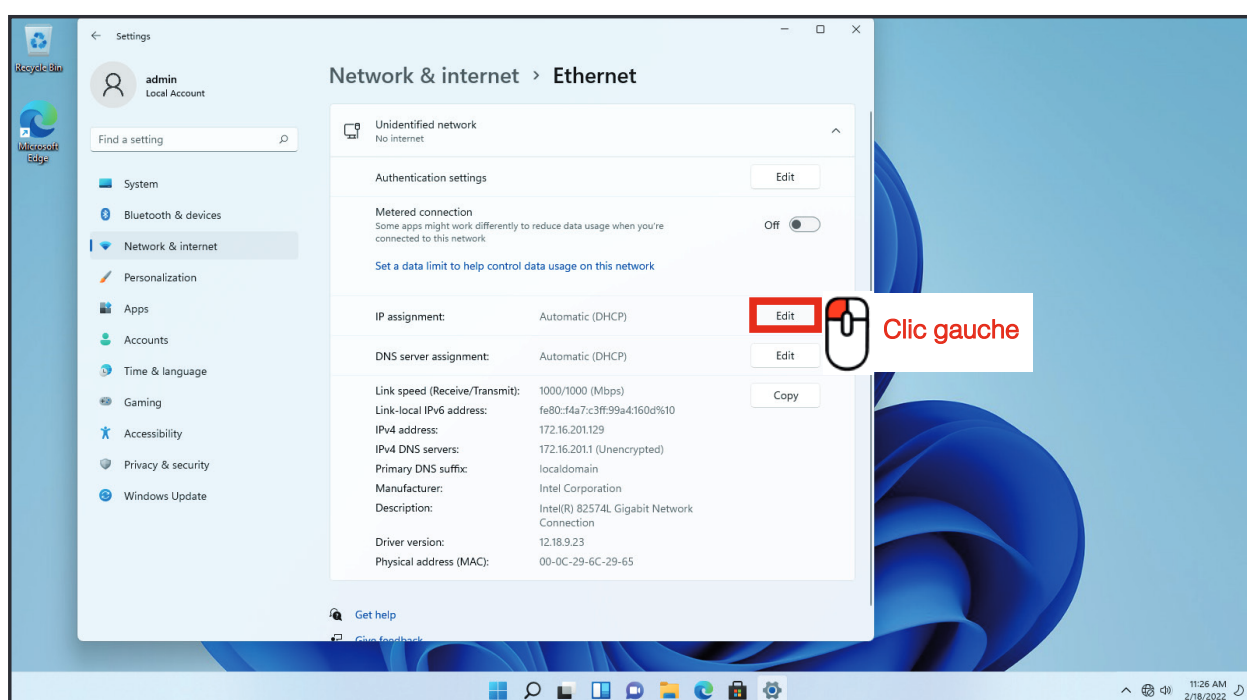 Recycle Bin
Microsoft
Edge
Settings
admin
Local Account
Find a setting
System
Bluetooth & devices
Network & internet
Personalization
Apps
Accounts
Time & language
Gaming
Accessibility
Privacy & security
Windows Update
Network & internet › Ethernet
Unidentified network
No internet
Authentication settings Edit
Metered connection
Some apps might work differently to reduce data usage when you're
connected to this network
Off
Set a data limit to help control data usage on this network
IP assignment: Automatic (DHCP) Edit
Clic gauche
DNS server assignment: Automatic (DHCP) Edit
Link speed (Receive/Transmit): 1000/1000 (Mbps) Copy
Link-local IPv6 address: fe80::f4a7:c3ff:99a4:160d%10
IPv4 address: 172.16.201.129
IPv4 DNS servers: 172.16.201.1 (Unencrypted)
Primary DNS suffix: localdomain
Manufacturer: Intel Corporation
Description: Intel(R) 82574L Gigabit Network
Connection
Driver version: 12.18.9.23
Physical address (MAC): 00-0C-29-6C-29-65
Get help
Give feedback
11:26 AM
2/18/2022